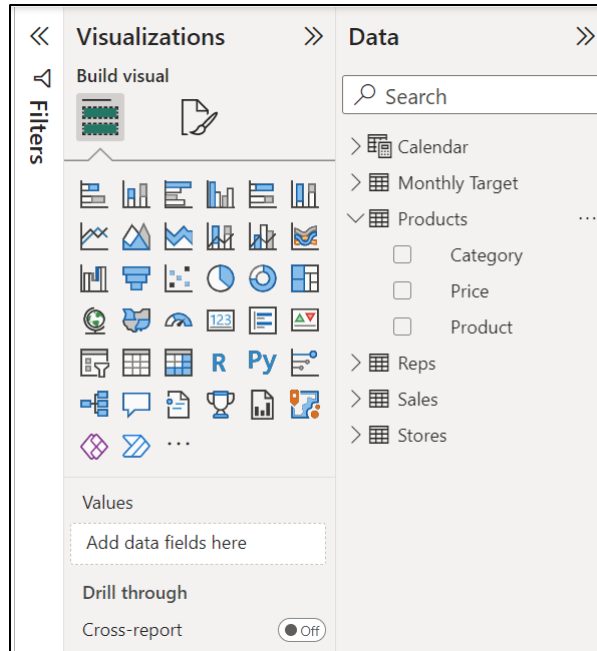 Filters
Visualizations
Build visual
123
R
Py
Values
Add data fields here
Drill through
Cross-report
Off
Data
Search
Calendar
Monthly Target
Products
Category
Price
Product
Reps
Sales
Stores